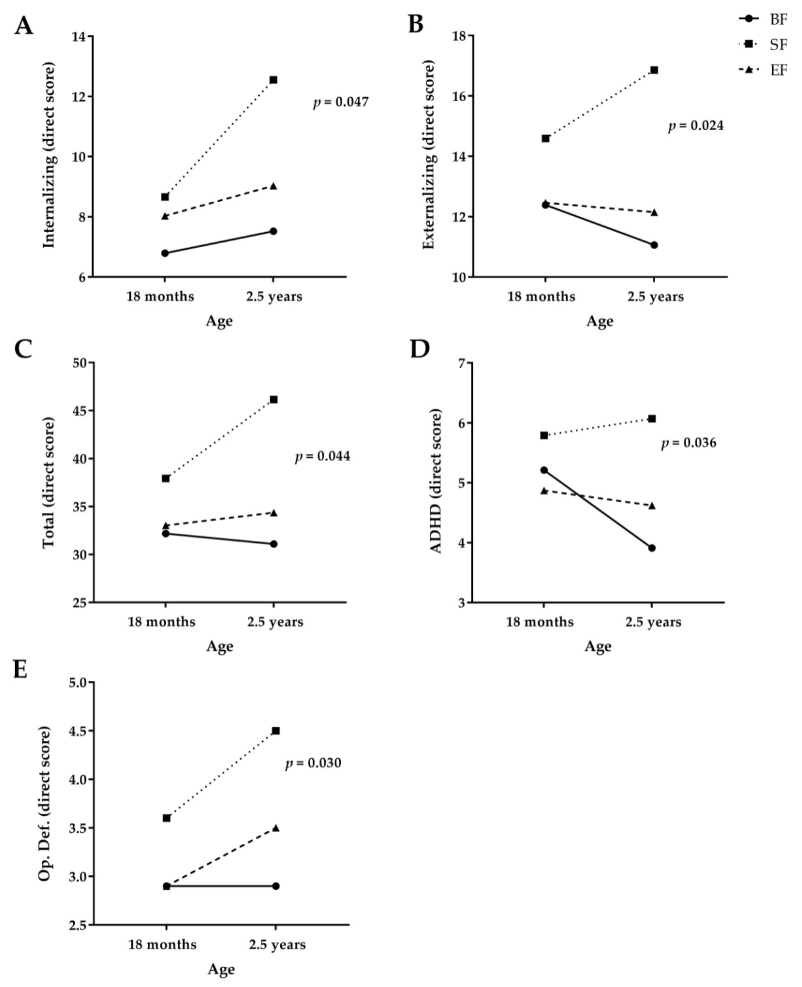 A
B
BF
SF
EF
14
12
10
8
6
Internalizing (direct score)
p = 0.047
18 months
2.5 years
Age
18
16
14
12
10
Externalizing (direct score)
p = 0.024
18 months
2.5 years
Age
C
50
45
40
35
30
25
Total (direct score)
p = 0.044
18 months
2.5 years
Age
D
7
6
5
4
3
ADHD (direct score)
p = 0.036
18 months
2.5 years
Age
E
5.0
4.5
4.0
3.5
3.0
2.5
Op. Def. (direct score)
p = 0.030
18 months
2.5 years
Age